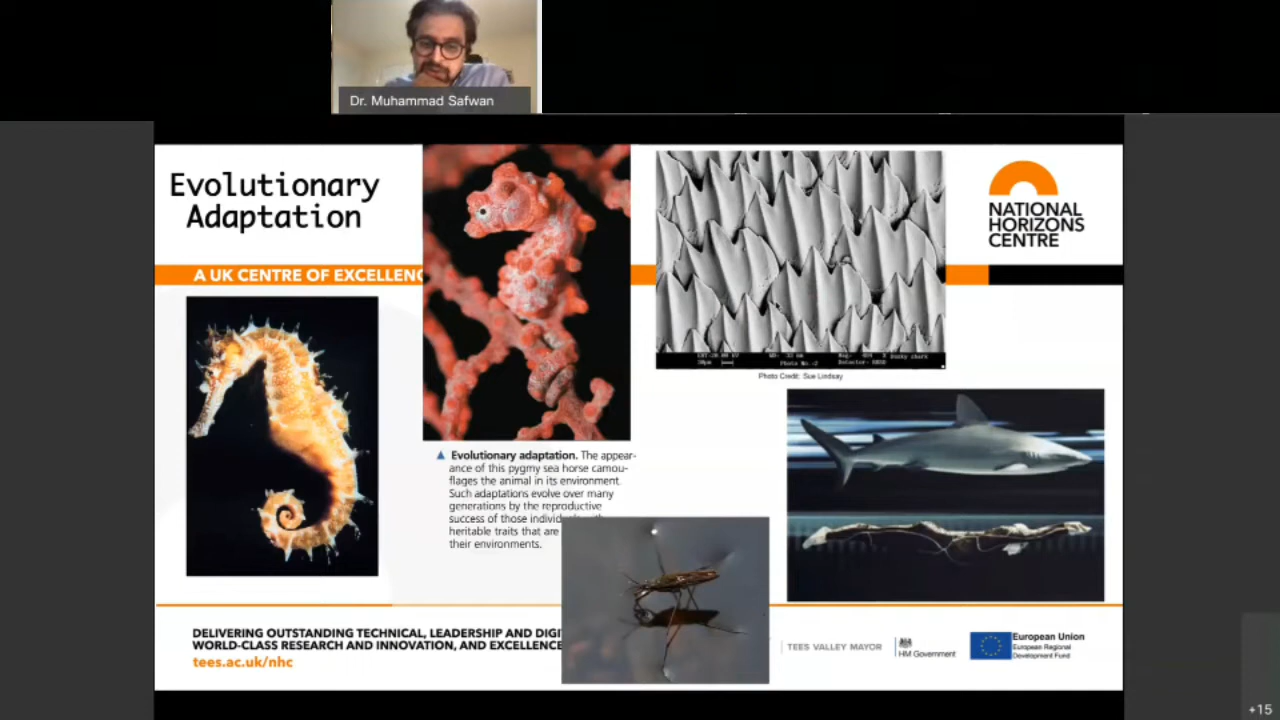 Dr. Muhammad Safwan
Evolutionary
Adaptation
NATIONAL
HORIZONS
CENTRE
A UK CENTRE OF EXCELLENC
Photo No.=2
Photo Credit: Sue Lindsay
▲ Evolutionary adaptation. The appear-
ance of this pygmy sea horse camou-
flages the animal in its environment.
Such adaptations evolve over many
generations by the reproductive
success of those
heritable traits that are
their environments.
DELIVERING OUTSTANDING TECHNICAL, LEADERSHIP AND DIGI
WORLD-CLASS RESEARCH AND INNOVATION, AND EXCELLENCE
tees.ac.uk/nhc
TEES VALLEY MAYOR
HM Government
European Union
European Regional
Development Fund
+15